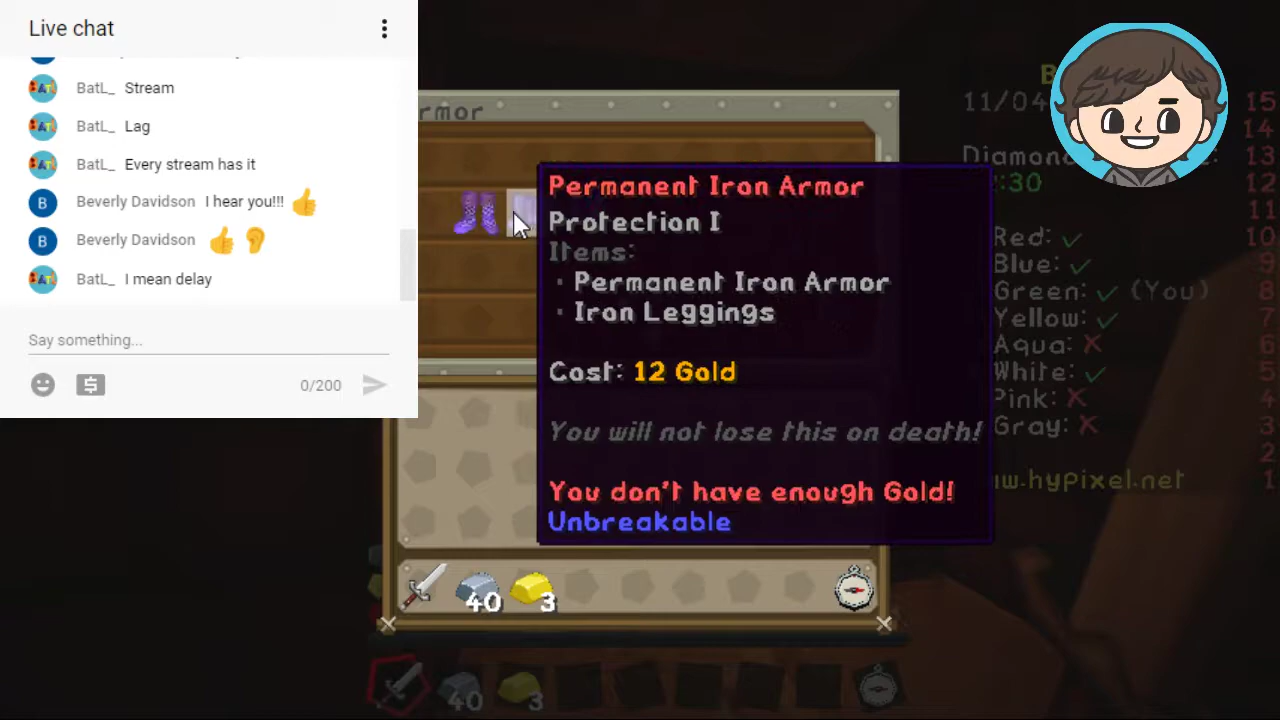 Live chat
BatL_ Stream
BatL_ Lag
BatL_ Every stream has it
Beverly Davidson I hear you!!! 👍
Beverly Davidson 👍 👂
BatL_ I mean delay
Say something...
0/200
rmor
Permanent Iron Armor
Protection I
Items:
· Permanent Iron Armor
· Iron Leggings
Cost: 12 Gold
You will not lose this on death!
You don't have enough Gold!
Unbreakable
40 3
40 3
B
11/04
15
14
Diamon
13
:30
12
11
Red: ✓ 10
Blue: ✓ 9
Green: ✓ (You) 8
Yellow: ✓ 7
Aqua: ✗ 6
White: ✓ 5
Pink: ✗ 4
Gray: ✗ 3
2
ww.hypixel.net 1